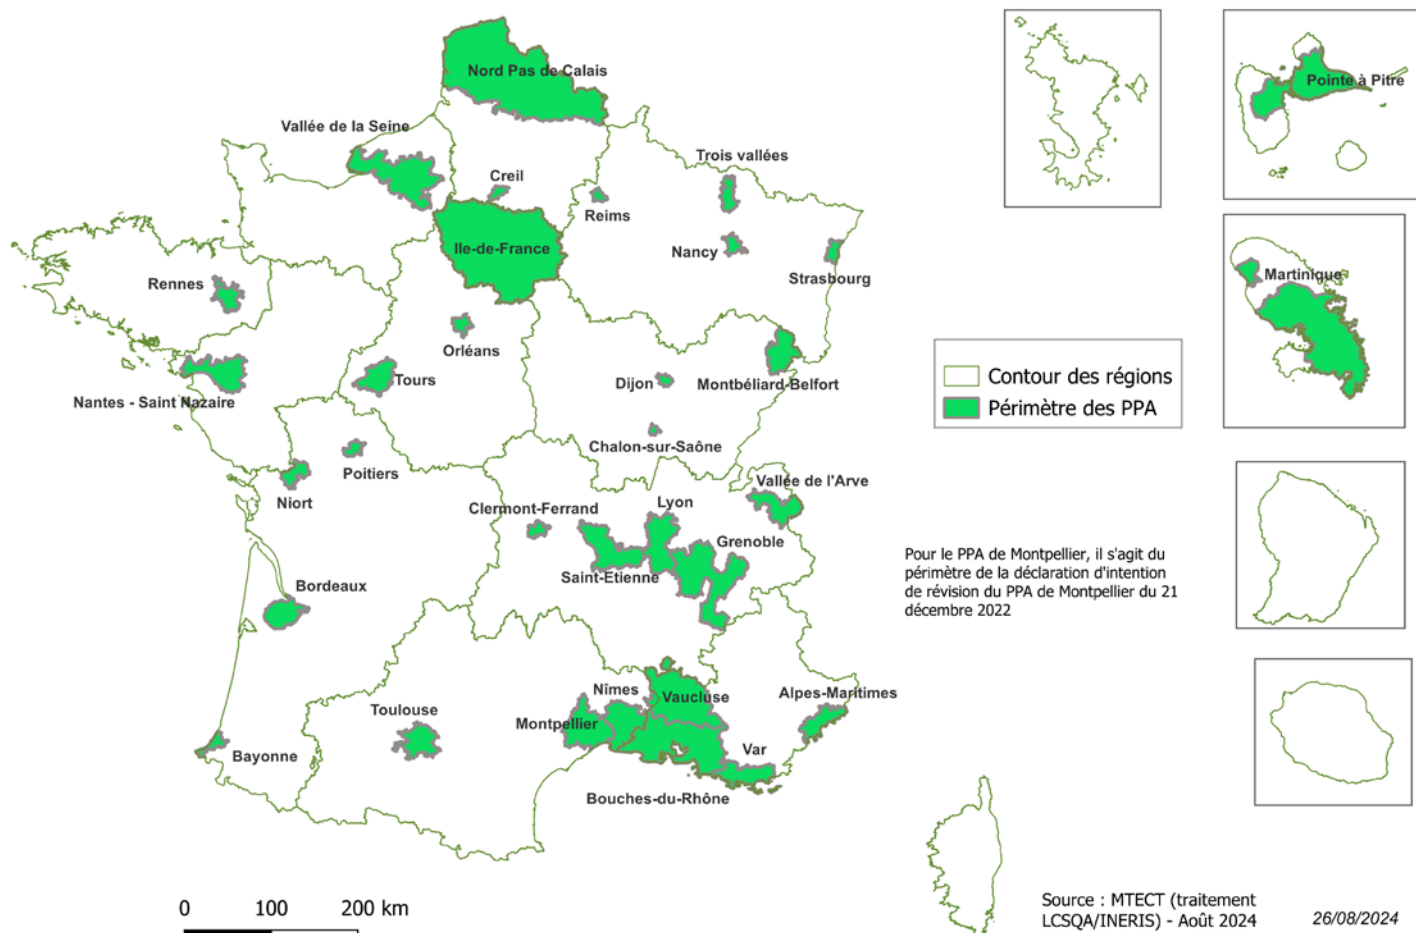 Nord Pas de Calais
Vallée de la Seine
Creil
Trois vallées
Reims
Ile-de-France
Nancy
Strasbourg
Rennes
Orléans
Tours
Dijon
Montbéliard-Belfort
Nantes - Saint Nazaire
Chalon-sur-Saône
Poitiers
Niort
Clermont-Ferrand
Lyon
Vallée de l'Arve
Grenoble
Saint-Etienne
Bordeaux
Nîmes
Vaucluse
Alpes-Maritimes
Toulouse
Montpellier
Var
Bayonne
Bouches-du-Rhône
Pointe à Pitre
Martinique
Contour des régions
Périmètre des PPA
Pour le PPA de Montpellier, il s'agit du
périmètre de la déclaration d'intention
de révision du PPA de Montpellier du 21
décembre 2022
0 100 200 km
Source : MTECT (traitement
LCSQA/INERIS) - Août 2024
26/08/2024